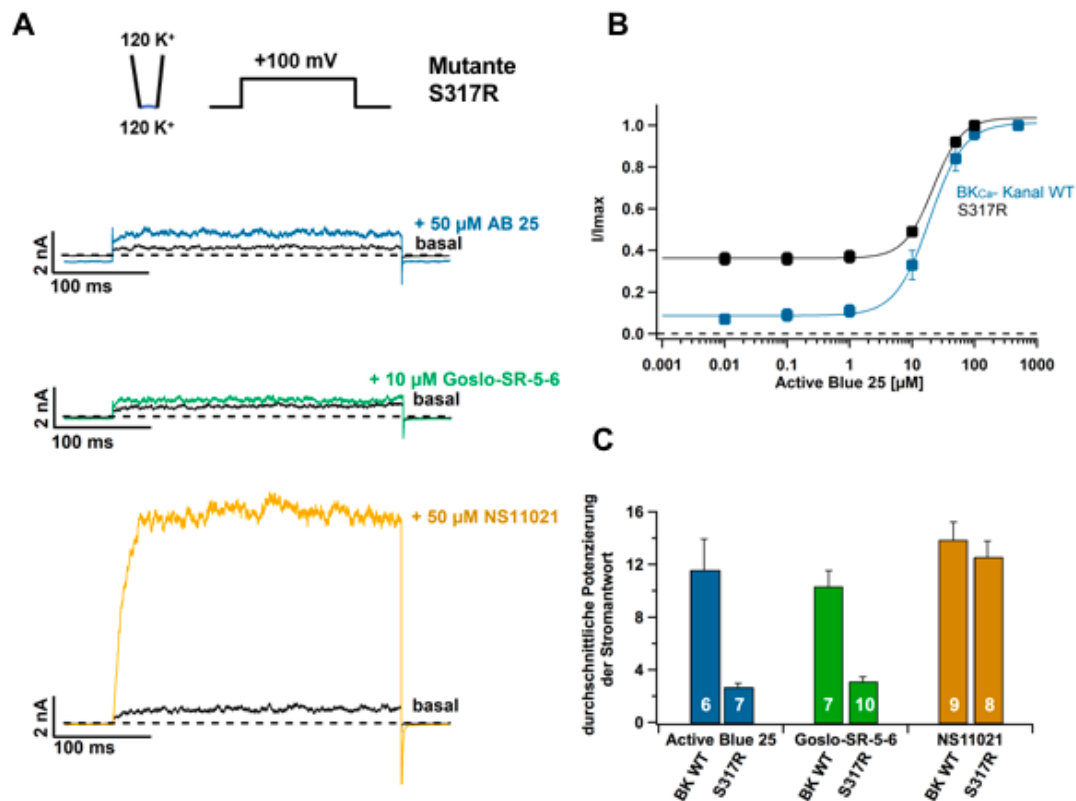 A
120 K⁺
120 K⁺
+100 mV
Mutante
S317R
+ 50 µM AB 25
basal
2 nA
100 ms
+ 10 µM Goslo-SR-5-6
basal
2 nA
100 ms
+ 50 µM NS11021
basal
2 nA
100 ms
B
1.0
0.8
0.6
0.4
0.2
0.0
I/Imax
BKCa- Kanal WT
S317R
0.001 0.01 0.1 1 10 100 1000
Active Blue 25 [µM]
C
16
12
8
4
0
durchschnittliche Potenzierung
der Stromantwort
6 7 7 10 9 8
Active Blue 25 Goslo-SR-5-6 NS11021
BK WT S317R BK WT S317R BK WT S317R